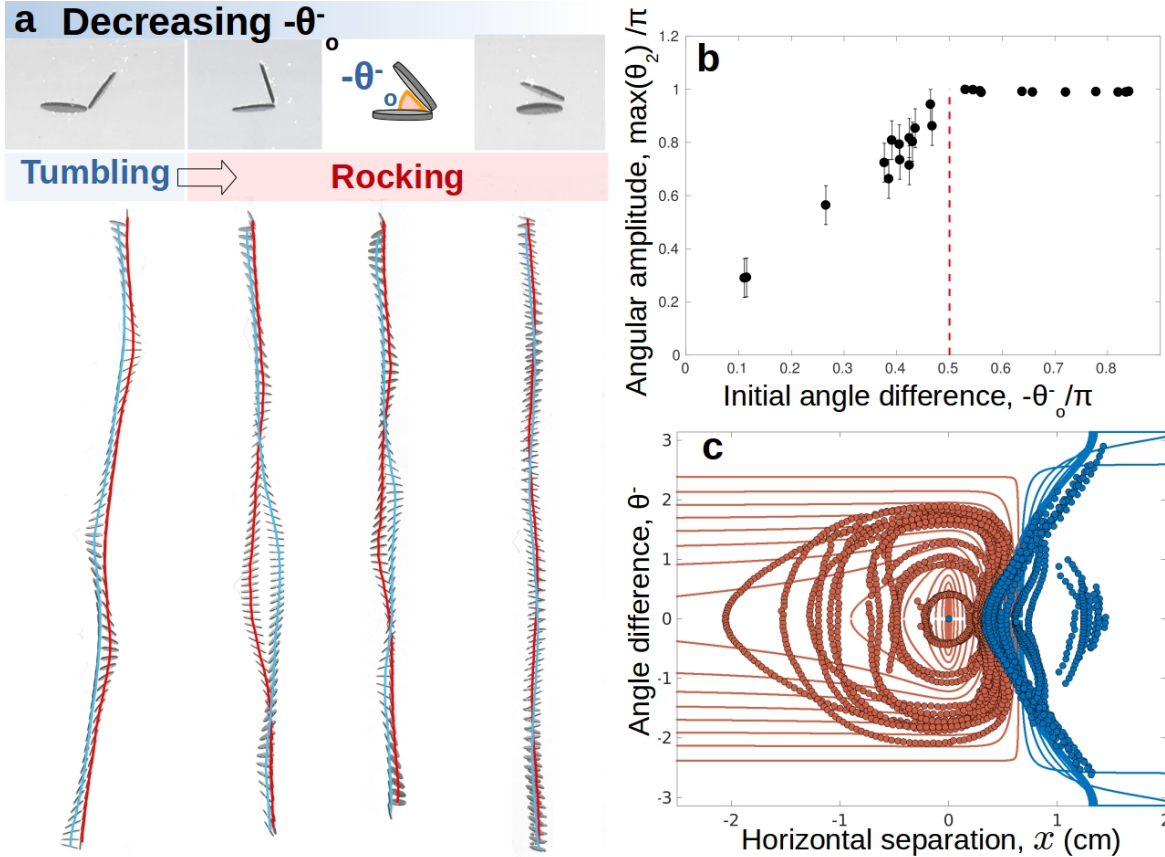 a Decreasing -θ⁻ₒ
-θ⁻ₒ
Tumbling
Rocking
b
Angular amplitude, max(θ₂) /π
1.2
1
0.8
0.6
0.4
0.2
0
0 0.1 0.2 0.3 0.4 0.5 0.6 0.7 0.8
Initial angle difference, -θ⁻ₒ/π
c
Angle difference, θ⁻
3
2
1
0
-1
-2
-3
-2 -1 0 1 2
Horizontal separation, x (cm)